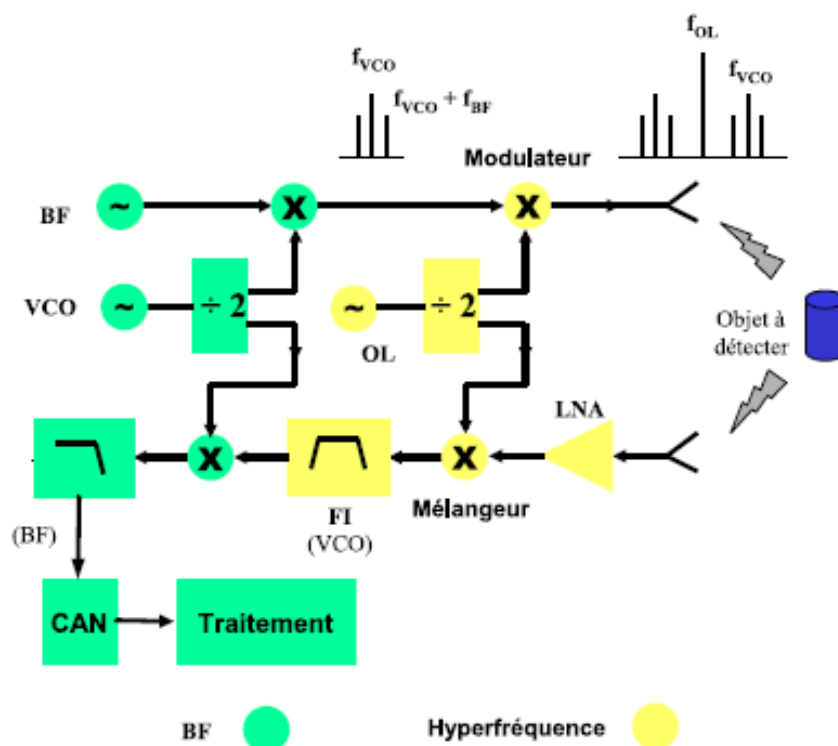 f_OL
f_VCO
f_VCO
f_VCO + f_BF
Modulateur
BF
~
X
X
VCO
~
÷ 2
~
÷ 2
OL
Objet à
détecter
LNA
X
X
Mélangeur
FI
(VCO)
(BF)
CAN
Traitement
BF
Hyperfréquence